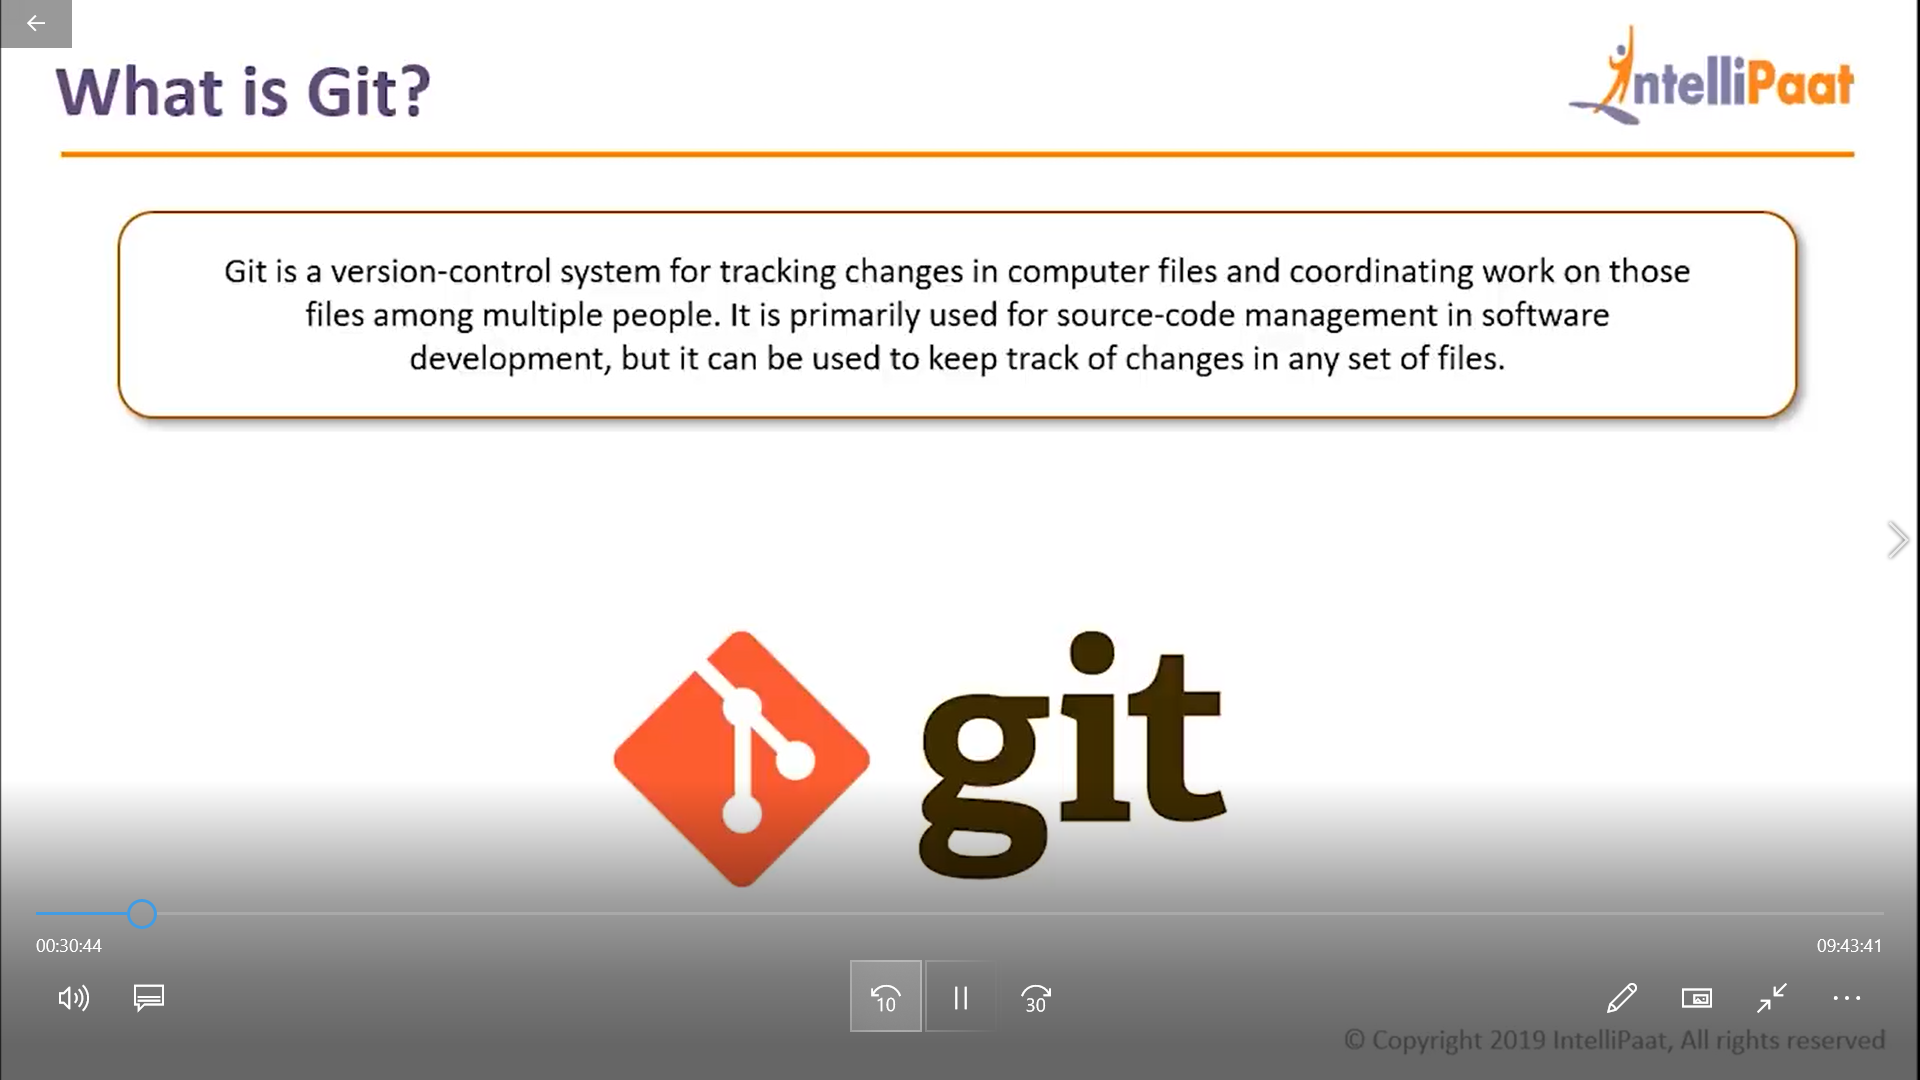 What is Git?
IntelliPaat
Git is a version-control system for tracking changes in computer files and coordinating work on those
files among multiple people. It is primarily used for source-code management in software
development, but it can be used to keep track of changes in any set of files.
git
00:30:44
09:43:41
10
30
© Copyright 2019 IntelliPaat, All rights reserved